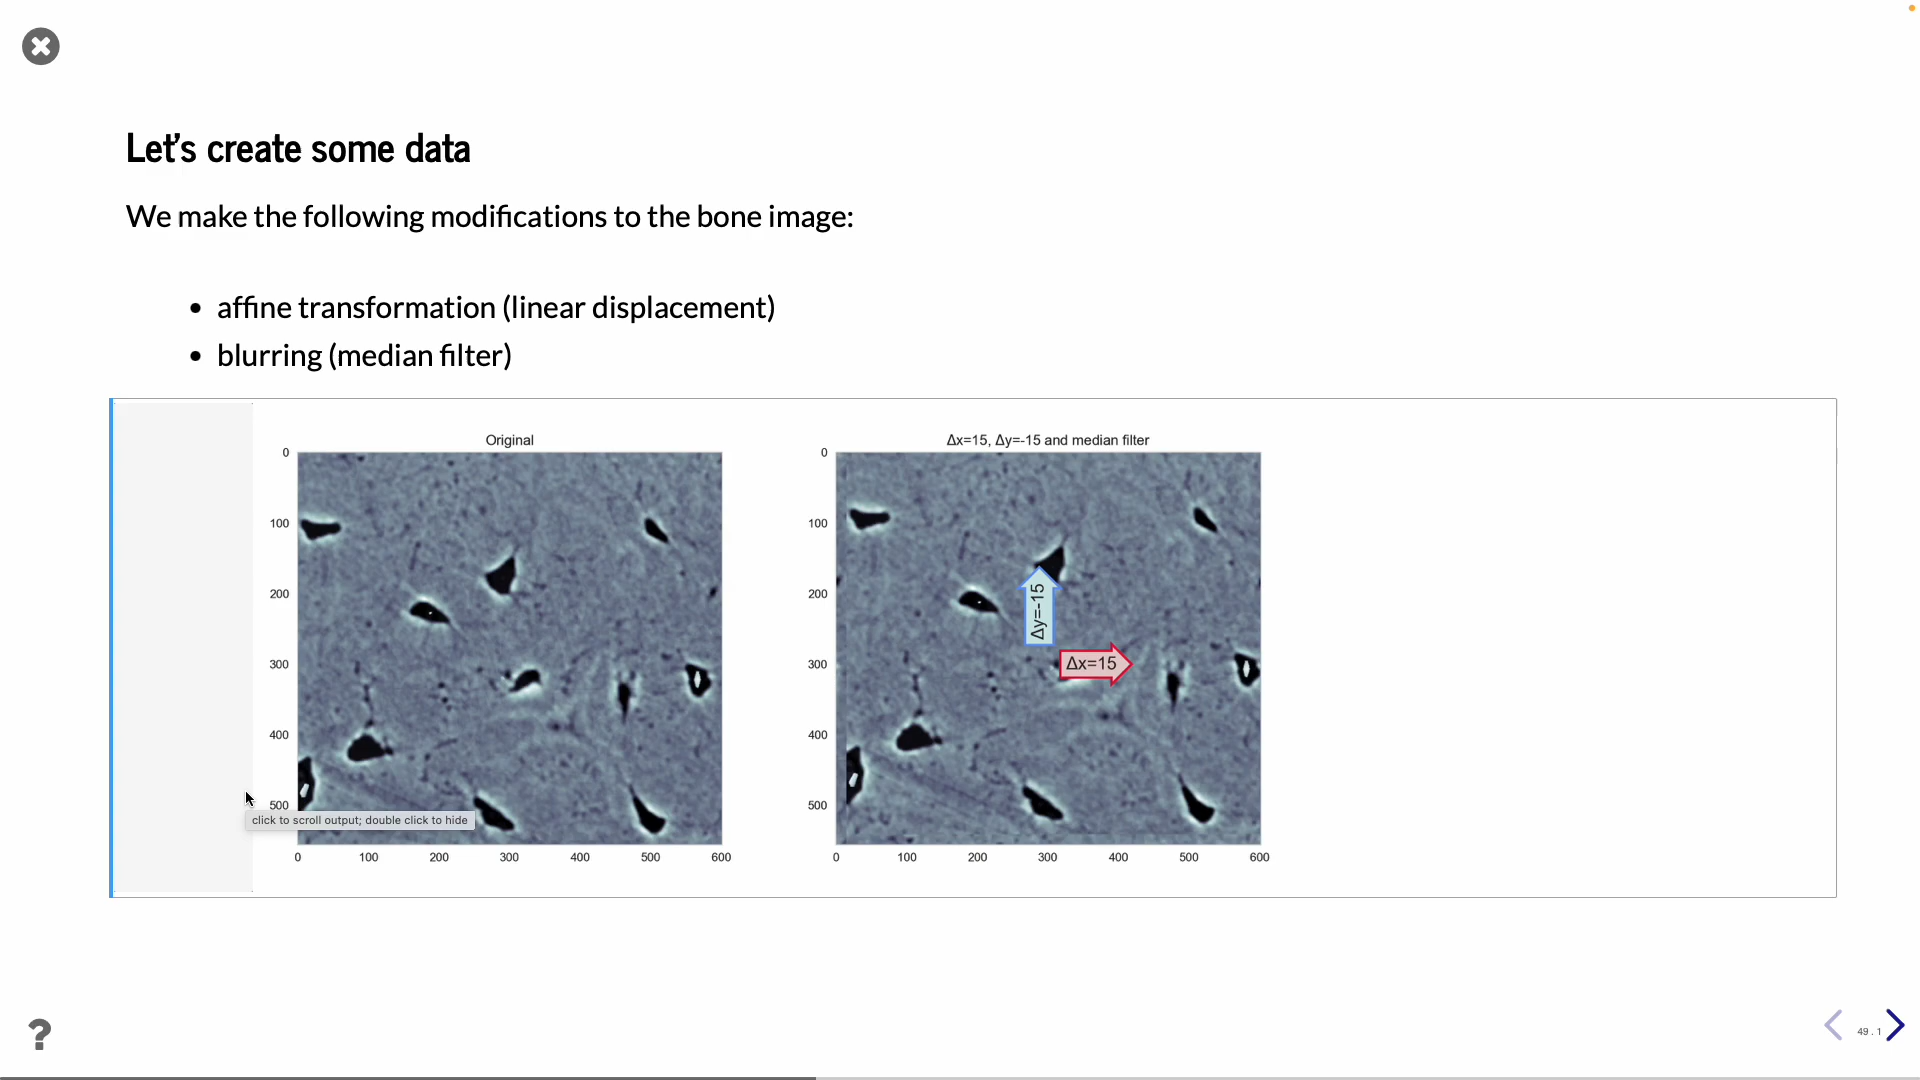 Let's create some data
We make the following modifications to the bone image:
• affine transformation (linear displacement)
• blurring (median filter)
Original
0
100
200
300
400
500
0 100 200 300 400 500 600
click to scroll output; double click to hide
Δx=15, Δy=-15 and median filter
0
100
200
300
400
500
0 100 200 300 400 500 600
Δy=-15
Δx=15
?
49 . 1